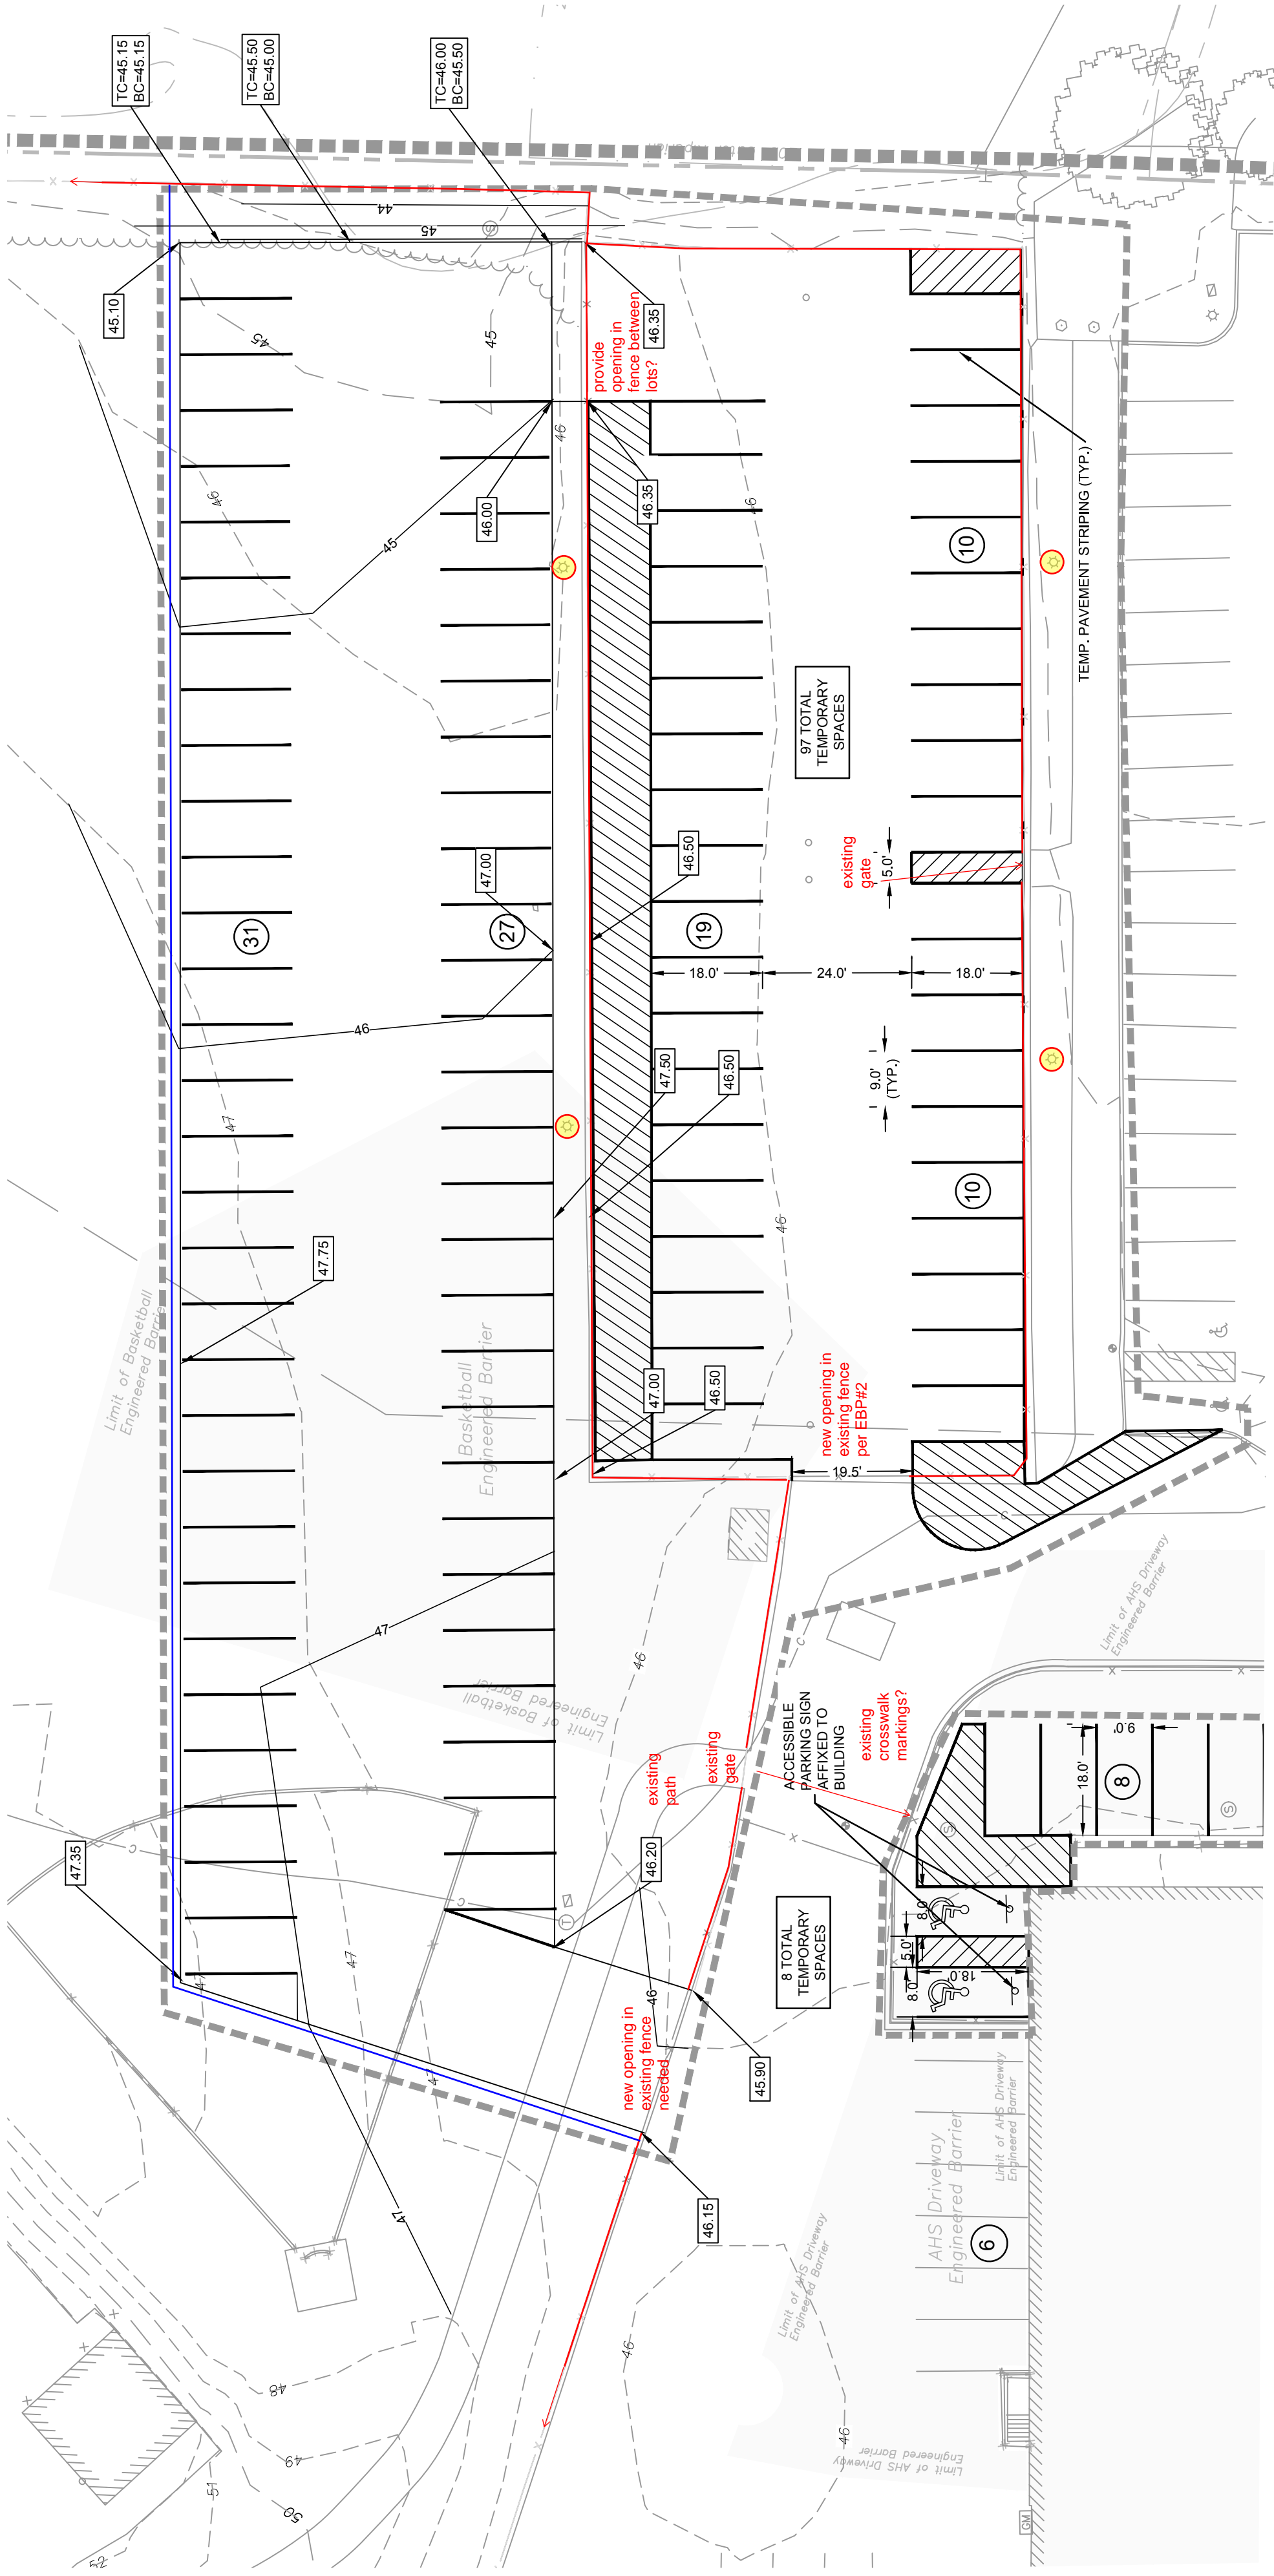 TC=45.15
BC=45.15
TC=45.50
BC=45.00
TC=46.00
BC=45.50
44
45
45.10
46.35
provide
opening in
fence between
lots?
45
45
46
46
46.00
46.35
46
45
10
TEMP. PAVEMENT STRIPING (TYP.)
97 TOTAL
TEMPORARY
SPACES
47.00
46.50
existing
gate
5.0'
31
27
19
18.0'
24.0'
18.0'
46
47
47.50
46.50
9.0'
(TYP.)
10
46
47.75
Limit of Basketball
Engineered Barrier
Basketball
Engineered Barrier
47.00
46.50
new opening in
existing fence
per EBP#2
19.5'
C
47
46
Limit of Basketball
Engineered Barrier
C
Limit of AHS Driveway
Engineered Barrier
existing
path
existing
gate
ACCESSIBLE
PARKING SIGN
AFFIXED TO
BUILDING
existing
crosswalk
markings?
9.0'
18.0'
8
S
S
47.35
C
C
T
46.20
47
47
8 TOTAL
TEMPORARY
SPACES
8.0'
5.0'
8.0'
18.0'
46
new opening in
existing fence
needed
45.90
47
47
46.15
Limit of AHS Driveway
Engineered Barrier
AHS Driveway
Engineered Barrier
6
Limit of AHS Driveway
Engineered Barrier
46
46
48
49
50
51
52
Limit of AHS Driveway
Engineered Barrier
GM